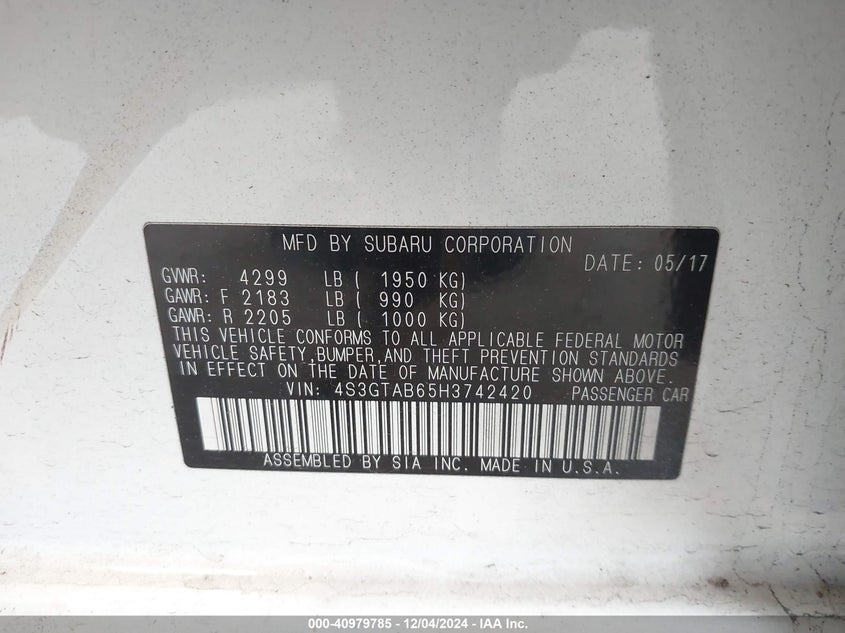 MFD BY SUBARU CORPORATION
DATE: 05/17
GVWR: 4299 LB ( 1950 KG)
GAWR: F 2183 LB ( 990 KG)
GAWR: R 2205 LB ( 1000 KG)
THIS VEHICLE CONFORMS TO ALL APPLICABLE FEDERAL MOTOR
VEHICLE SAFETY,BUMPER,AND THEFT PREVENTION STANDARDS
IN EFFECT ON THE DATE OF MANUFACTURE SHOWN ABOVE.
VIN: 4S3GTAB65H3742420 PASSENGER CAR
ASSEMBLED BY SIA INC. MADE IN U.S.A.
000-40979785 - 12/04/2024 - IAA Inc.